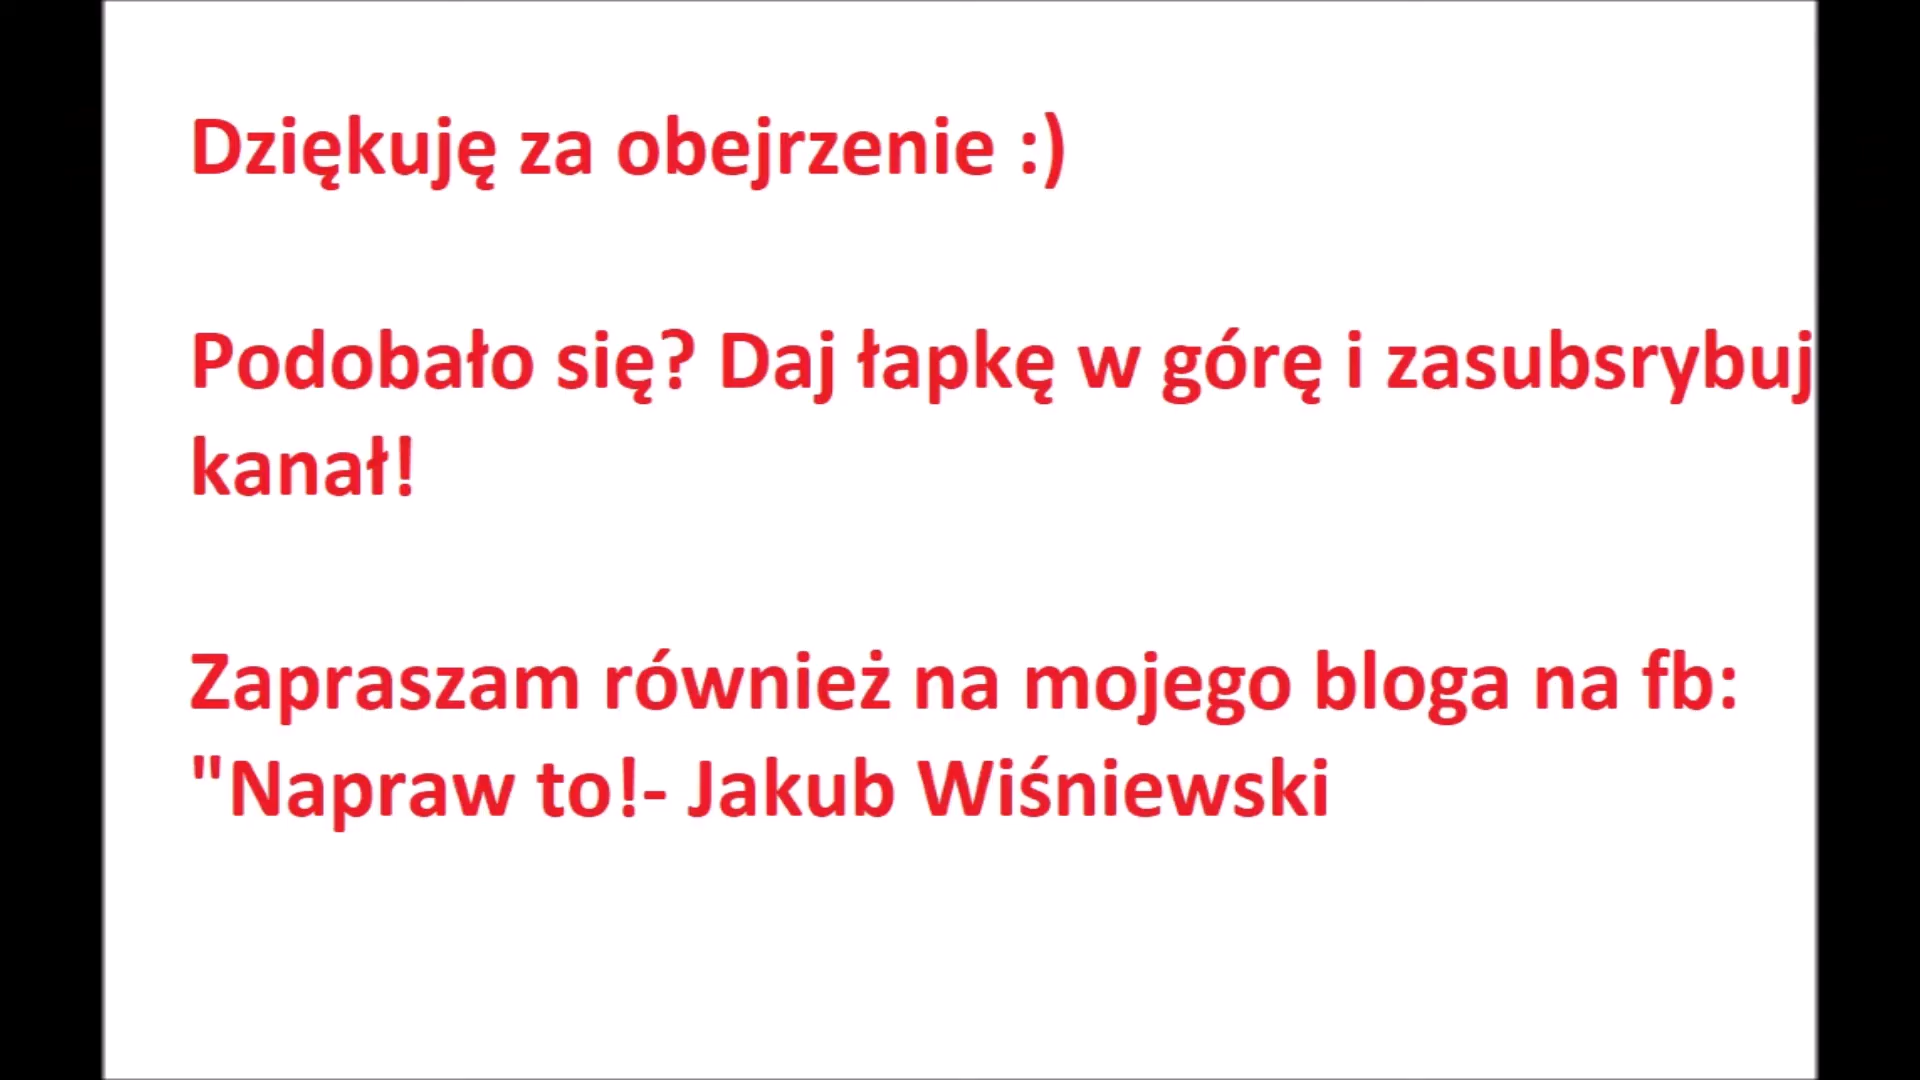 Dziękuję za obejrzenie :)
Podobało się? Daj łapkę w górę i zasubsrybuj
kanał!
Zapraszam również na mojego bloga na fb:
"Napraw to!- Jakub Wiśniewski